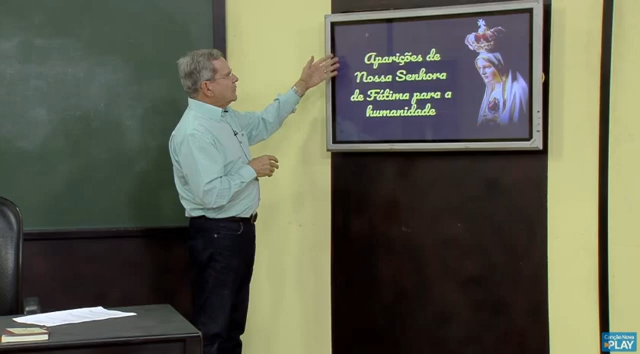 Aparições de
Nossa Senhora
de Fátima para a
humanidade
Canção Nova
PLAY